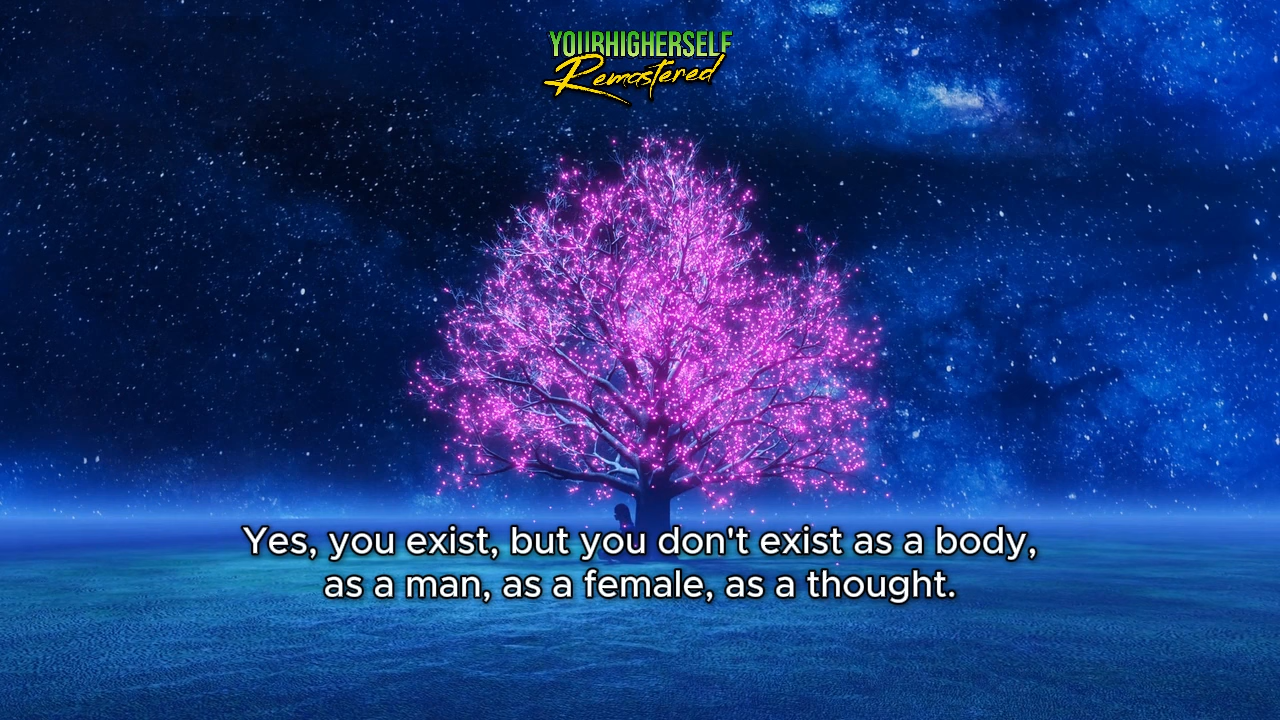 YOURHIGHERSELF
Remastered
Yes, you exist, but you don't exist as a body,
as a man, as a female, as a thought.